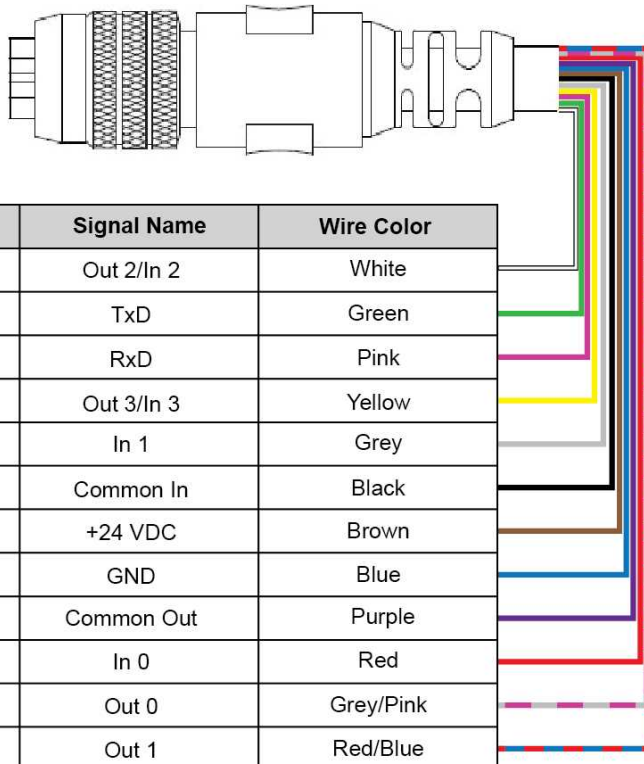 Signal Name Wire Color
Out 2/In 2 White
TxD Green
RxD Pink
Out 3/In 3 Yellow
In 1 Grey
Common In Black
+24 VDC Brown
GND Blue
Common Out Purple
In 0 Red
Out 0 Grey/Pink
Out 1 Red/Blue